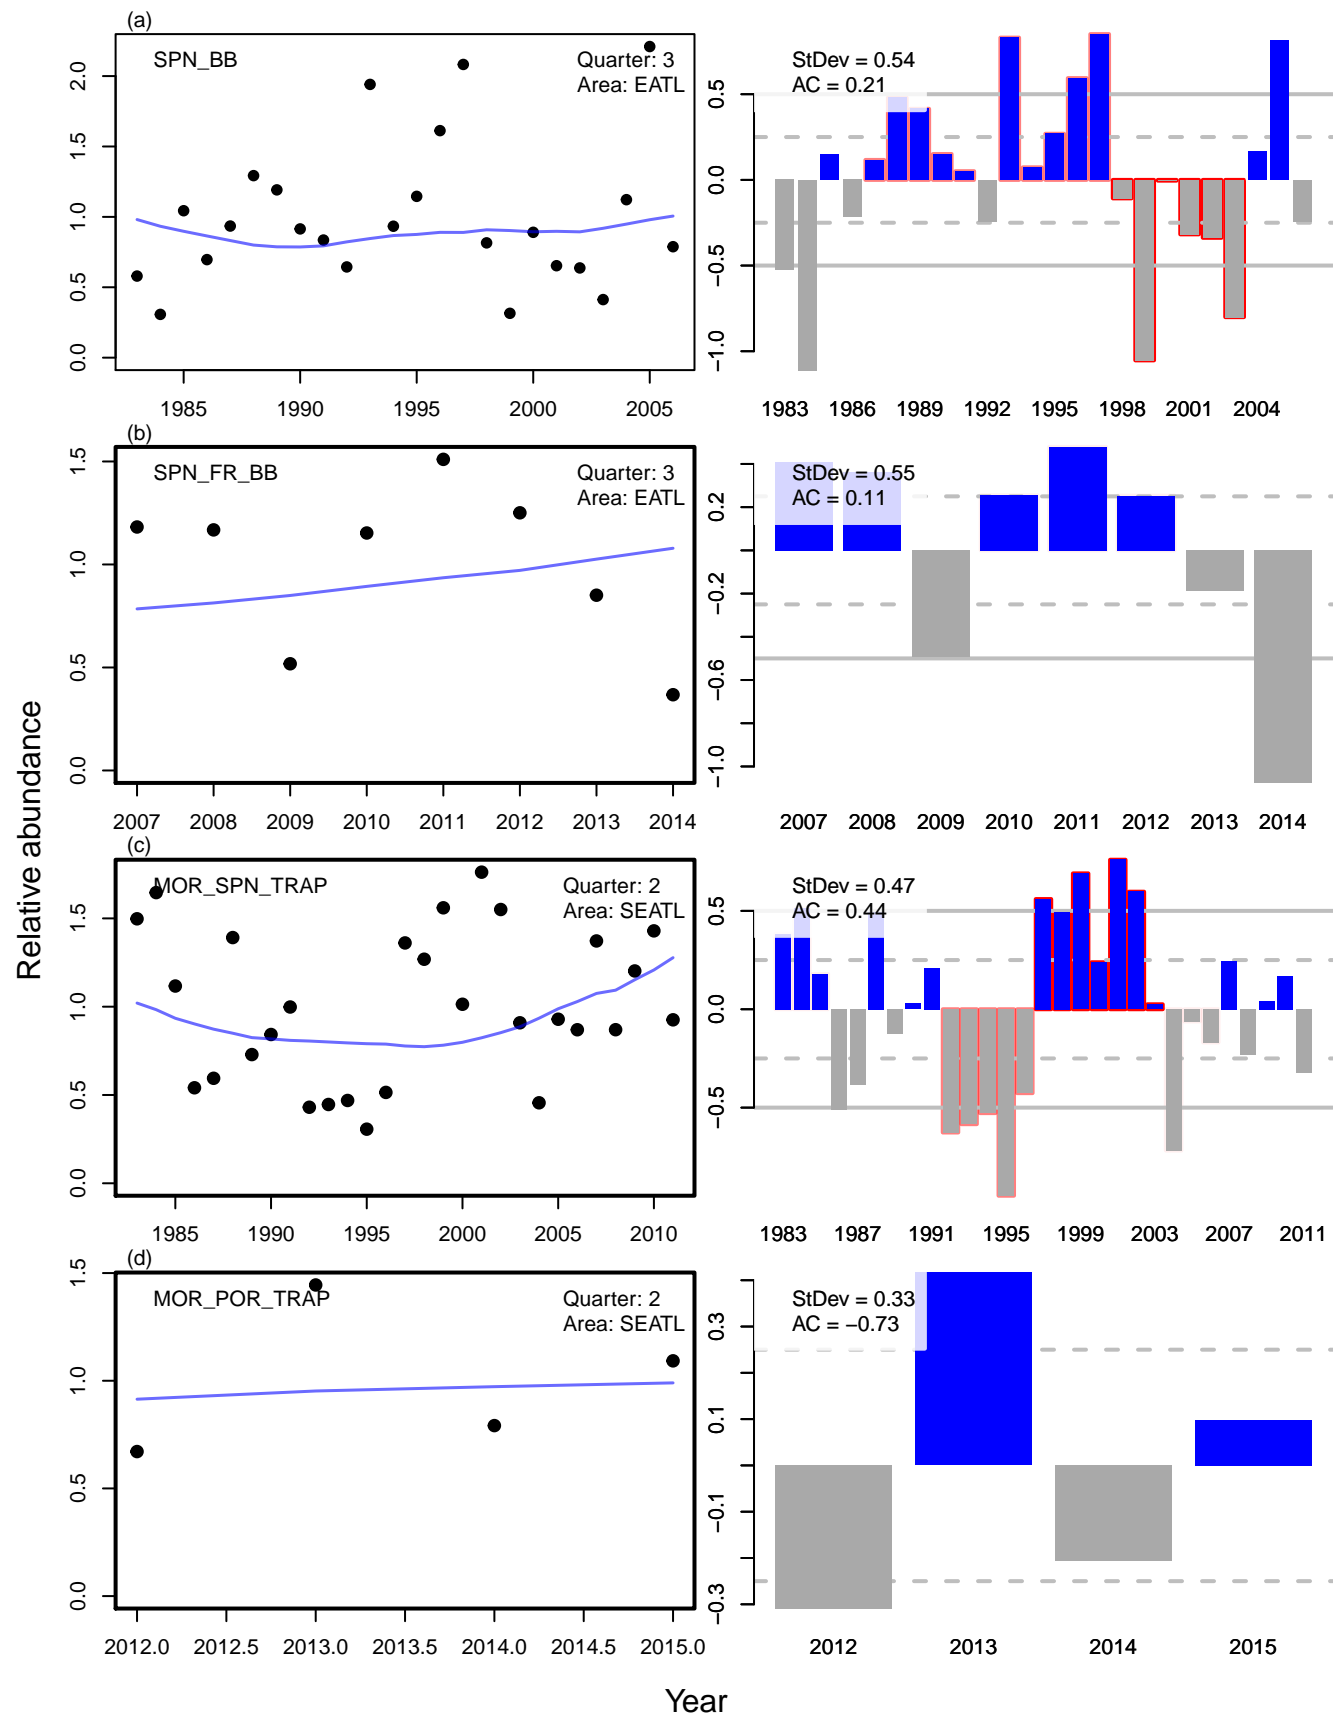 (a)
SPN_BB
Quarter: 3
Area: EATL
0.0 0.5 1.0 1.5 2.0
1985 1990 1995 2000 2005
StDev = 0.54
AC = 0.21
−1.0 −0.5 0.0 0.5
1983 1986 1989 1992 1995 1998 2001 2004
(b)
SPN_FR_BB
Quarter: 3
Area: EATL
0.0 0.5 1.0 1.5
2007 2008 2009 2010 2011 2012 2013 2014
StDev = 0.55
AC = 0.11
−1.0 −0.6 −0.2 0.2
2007 2008 2009 2010 2011 2012 2013 2014
(c)
MOR_SPN_TRAP
Quarter: 2
Area: SEATL
0.0 0.5 1.0 1.5
1985 1990 1995 2000 2005 2010
StDev = 0.47
AC = 0.44
−0.5 0.0 0.5
1983 1987 1991 1995 1999 2003 2007 2011
(d)
MOR_POR_TRAP
Quarter: 2
Area: SEATL
0.0 0.5 1.0 1.5
2012.0 2012.5 2013.0 2013.5 2014.0 2014.5 2015.0
StDev = 0.33
AC = −0.73
−0.3 −0.1 0.1 0.3
2012 2013 2014 2015
Relative abundance
Year